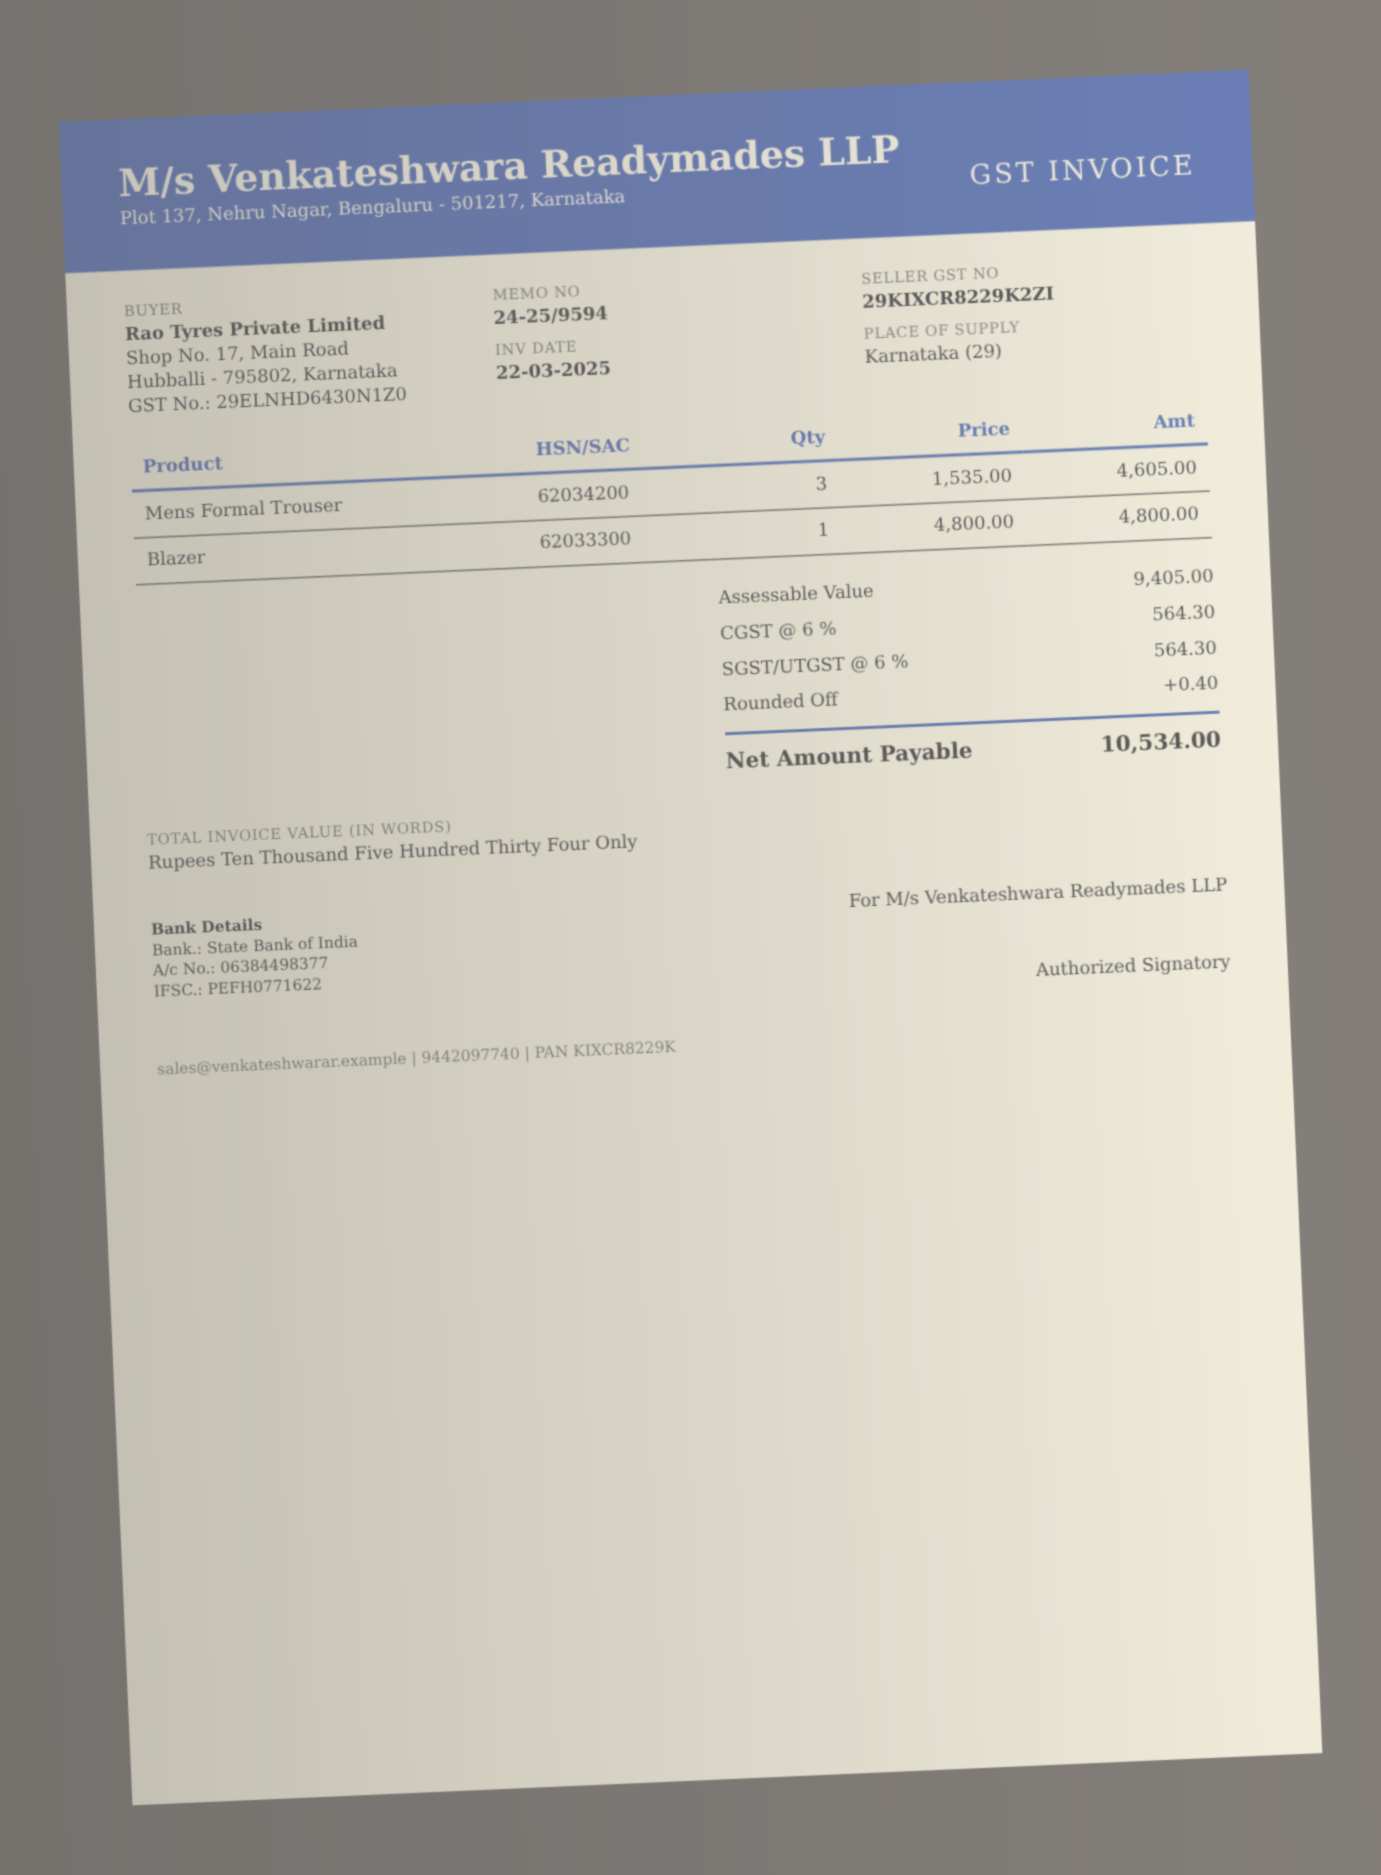 M/s Venkateshwara Readymades LLP
Plot 137, Nehru Nagar, Bengaluru - 501217, Karnataka
GST INVOICE
BUYER
Rao Tyres Private Limited
Shop No. 17, Main Road
Hubballi - 795802, Karnataka
GST No.: 29ELNHD6430N1Z0
MEMO NO
24-25/9594
INV DATE
22-03-2025
SELLER GST NO
29KIXCR8229K2ZI
PLACE OF SUPPLY
Karnataka (29)
Product HSN/SAC Qty Price Amt
Mens Formal Trouser 62034200 3 1,535.00 4,605.00
Blazer 62033300 1 4,800.00 4,800.00
Assessable Value 9,405.00
CGST @ 6 % 564.30
SGST/UTGST @ 6 % 564.30
Rounded Off +0.40
Net Amount Payable 10,534.00
TOTAL INVOICE VALUE (IN WORDS)
Rupees Ten Thousand Five Hundred Thirty Four Only
Bank Details
Bank.: State Bank of India
A/c No.: 06384498377
IFSC.: PEFH0771622
For M/s Venkateshwara Readymades LLP
Authorized Signatory
sales@venkateshwarar.example | 9442097740 | PAN KIXCR8229K